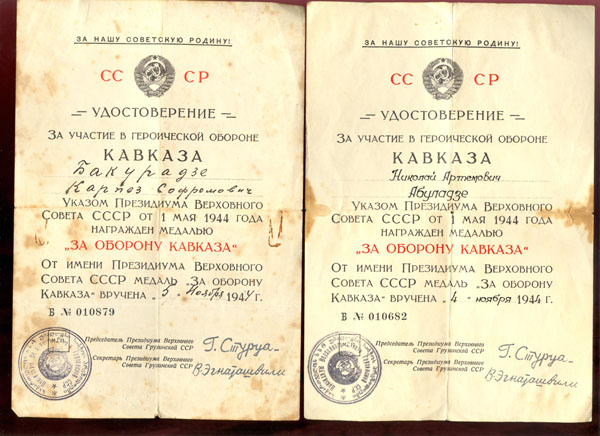 ЗА НАШУ СОВЕТСКУЮ РОДИНУ!
СС СР
— УДОСТОВЕРЕНИЕ —
ЗА УЧАСТИЕ В ГЕРОИЧЕСКОЙ ОБОРОНЕ
КАВКАЗА
Бакурадзе
Карпоз Софромович
УКАЗОМ ПРЕЗИДИУМА ВЕРХОВНОГО
СОВЕТА СССР ОТ 1 МАЯ 1944 ГОДА
НАГРАЖДЕН МЕДАЛЬЮ
„ЗА ОБОРОНУ КАВКАЗА“
ОТ ИМЕНИ ПРЕЗИДИУМА ВЕРХОВНОГО
СОВЕТА СССР МЕДАЛЬ „ЗА ОБОРОНУ
КАВКАЗА“ ВРУЧЕНА „5„ Ноября 1944 Г.
В № 010879
Председатель Президиума Верховного
Совета Грузинской ССР
Г. Стуруа
Секретарь Президиума Верховного
Совета Грузинской ССР
В. Эгнаташвили
ЗА НАШУ СОВЕТСКУЮ РОДИНУ!
СС СР
— УДОСТОВЕРЕНИЕ —
ЗА УЧАСТИЕ В ГЕРОИЧЕСКОЙ ОБОРОНЕ
КАВКАЗА
Николай Артемович
Абуладзе
УКАЗОМ ПРЕЗИДИУМА ВЕРХОВНОГО
СОВЕТА СССР ОТ 1 МАЯ 1944 ГОДА
НАГРАЖДЕН МЕДАЛЬЮ
„ЗА ОБОРОНУ КАВКАЗА“
ОТ ИМЕНИ ПРЕЗИДИУМА ВЕРХОВНОГО
СОВЕТА СССР МЕДАЛЬ „ЗА ОБОРОНУ
КАВКАЗА“ ВРУЧЕНА „4„ ноября 1944 Г.
В № 010682
Председатель Президиума Верховного
Совета Грузинской ССР
Г. Стуруа
Секретарь Президиума Верховного
Совета Грузинской ССР
В. Эгнаташвили